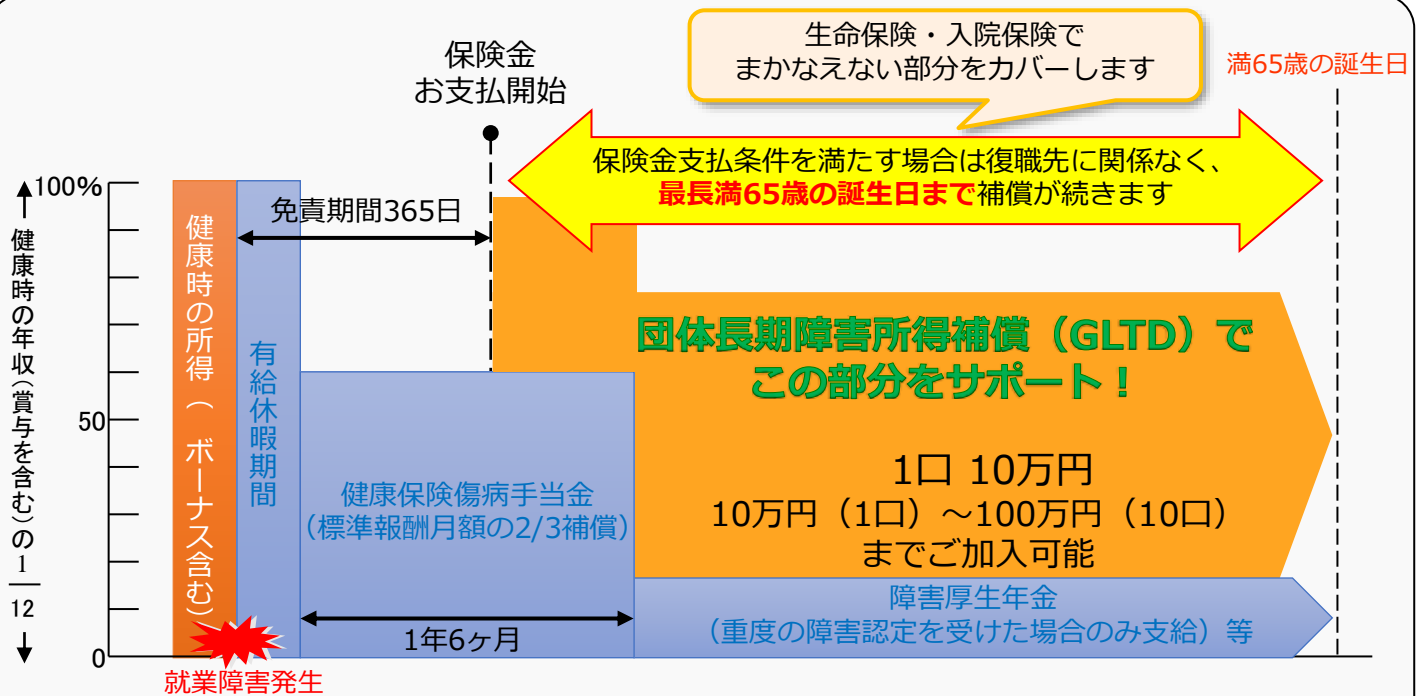 生命保険・入院保険で
まかなえない部分をカバーします
保険金
お支払開始
満65歳の誕生日
保険金支払条件を満たす場合は復職先に関係なく、
最長満65歳の誕生日まで補償が続きます
100%
50
0
健康時の年収(賞与を含む)の1/12
免責期間365日
健康時の所得( ボーナス含む)
有給休暇期間
団体長期障害所得補償(GLTD)で
この部分をサポート!
1口 10万円
10万円(1口)~100万円(10口)
までご加入可能
健康保険傷病手当金
(標準報酬月額の2/3補償)
1年6ヶ月
障害厚生年金
(重度の障害認定を受けた場合のみ支給)等
就業障害発生